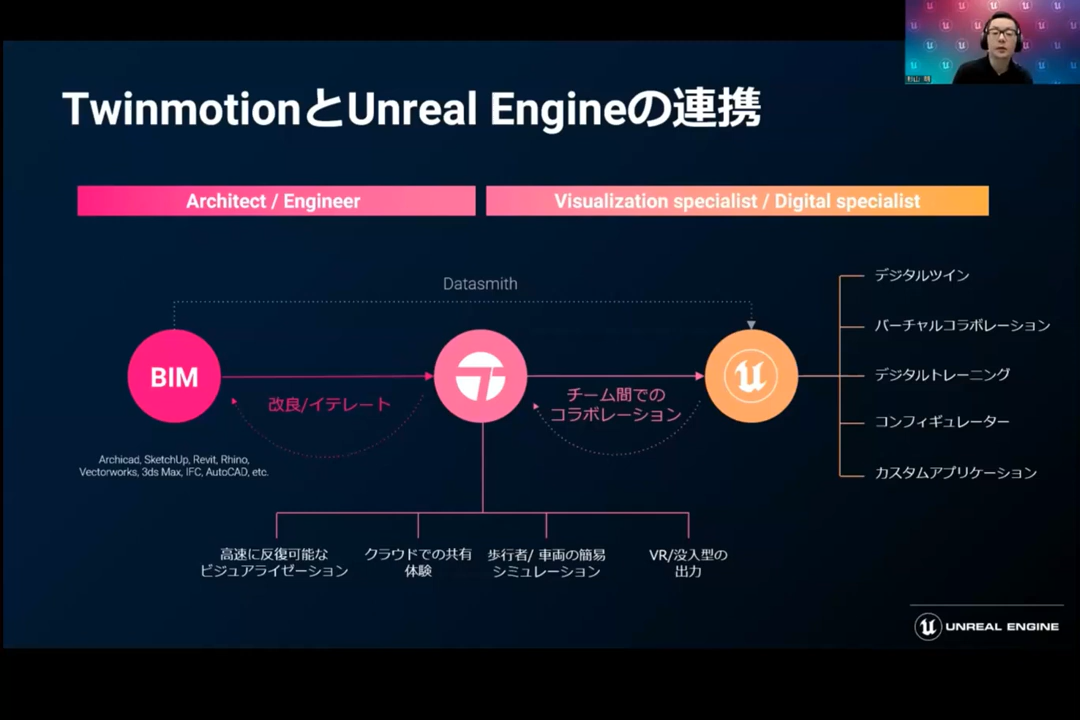 TwinmotionとUnreal Engineの連携
Architect / Engineer
Visualization specialist / Digital specialist
Datasmith
BIM
改良/イテレート
チーム間での
コラボレーション
Archicad, SketchUp, Revit, Rhino,
Vectorworks, 3ds Max, IFC, AutoCAD, etc.
デジタルツイン
バーチャルコラボレーション
デジタルトレーニング
コンフィギュレーター
カスタムアプリケーション
高速に反復可能な
ビジュアライゼーション
クラウドでの共有
体験
歩行者/ 車両の簡易
シミュレーション
VR/没入型の
出力
UNREAL ENGINE